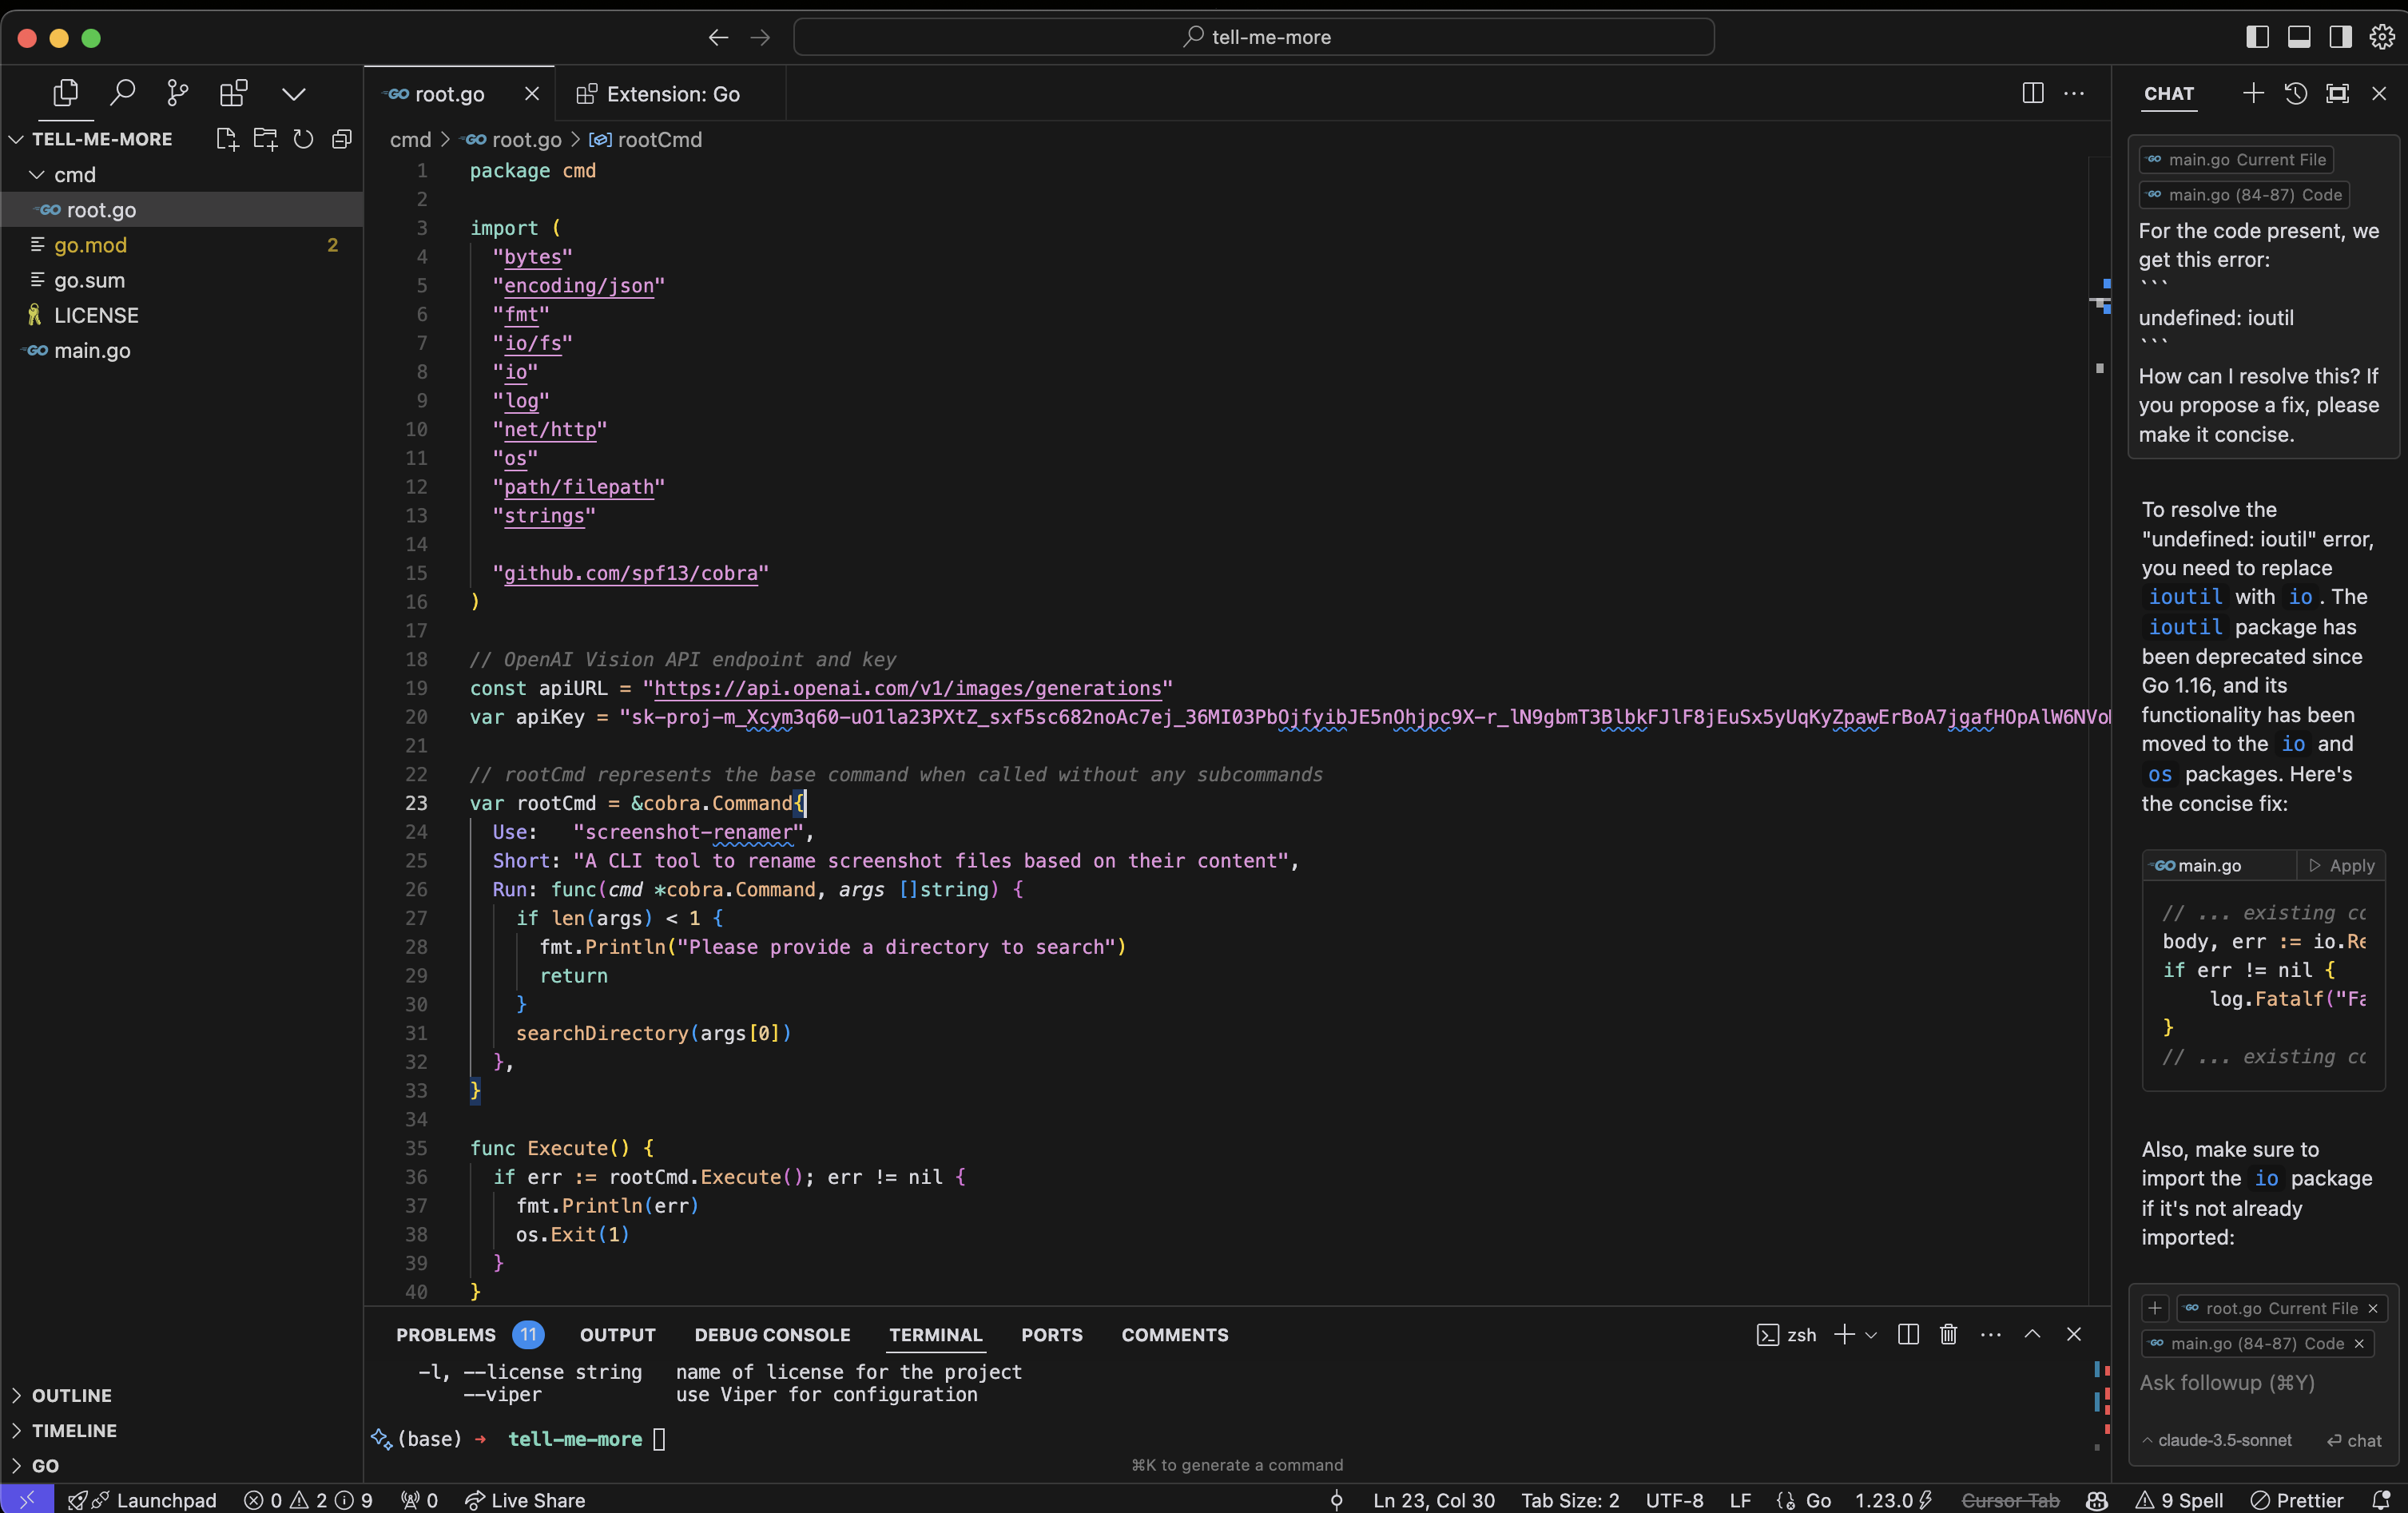 tell-me-more
TELL-ME-MORE
cmd
root.go
go.mod 2
go.sum
LICENSE
main.go
OUTLINE
TIMELINE
GO
root.go
Extension: Go
cmd > root.go > rootCmd
1 package cmd
2
3 import (
4 "bytes"
5 "encoding/json"
6 "fmt"
7 "io/fs"
8 "io"
9 "log"
10 "net/http"
11 "os"
12 "path/filepath"
13 "strings"
14
15 "github.com/spf13/cobra"
16 )
17
18 // OpenAI Vision API endpoint and key
19 const apiURL = "https://api.openai.com/v1/images/generations"
20 var apiKey = "
21
22 // rootCmd represents the base command when called without any subcommands
23 var rootCmd = &cobra.Command{
24 Use: "screenshot-renamer",
25 Short: "A CLI tool to rename screenshot files based on their content",
26 Run: func(cmd *cobra.Command, args []string) {
27 if len(args) < 1 {
28 fmt.Println("Please provide a directory to search")
29 return
30 }
31 searchDirectory(args[0])
32 },
33 }
34
35 func Execute() {
36 if err := rootCmd.Execute(); err != nil {
37 fmt.Println(err)
38 os.Exit(1)
39 }
40 }
PROBLEMS 11 OUTPUT DEBUG CONSOLE TERMINAL PORTS COMMENTS
zsh
-l, --license string name of license for the project
--viper use Viper for configuration
(base) → tell-me-more
⌘K to generate a command
CHAT
main.go Current File
main.go (84-87) Code
For the code present, we
get this error:
```
undefined: ioutil
```
How can I resolve this? If
you propose a fix, please
make it concise.
To resolve the
"undefined: ioutil" error,
you need to replace
ioutil with io. The
ioutil package has
been deprecated since
Go 1.16, and its
functionality has been
moved to the io and
os packages. Here's
the concise fix:
main.go Apply
// ... existing
body, err := io.Re
if err != nil {
log.Fatalf("Fa
}
// ... existing
Also, make sure to
import the io package
if it's not already
imported:
root.go Current File
main.go (84-87) Code
Ask followup (⌘Y)
claude-3.5-sonnet
chat
Launchpad 0 2 9 0 Live Share
Ln 23, Col 30 Tab Size: 2 UTF-8 LF Go 1.23.0 Cursor Tab 9 Spell Prettier